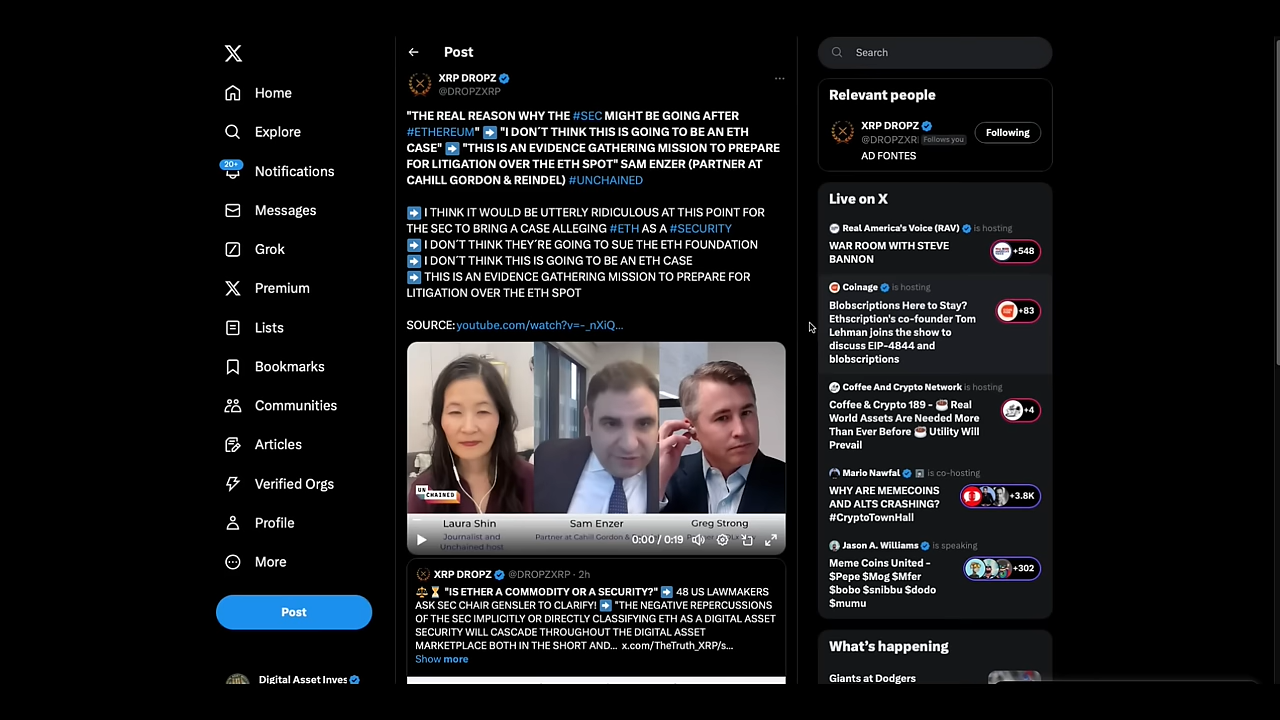 Home
Explore
20+
Notifications
Messages
Grok
Premium
Lists
Bookmarks
Communities
Articles
Verified Orgs
Profile
More
Post
Digital Asset Inves
Post
XRP DROPZ
@DROPZXRP
"THE REAL REASON WHY THE #SEC MIGHT BE GOING AFTER
#ETHEREUM" ➡️ "I DON´T THINK THIS IS GOING TO BE AN ETH
CASE" ➡️ "THIS IS AN EVIDENCE GATHERING MISSION TO PREPARE
FOR LITIGATION OVER THE ETH SPOT" SAM ENZER (PARTNER AT
CAHILL GORDON & REINDEL) #UNCHAINED
➡️ I THINK IT WOULD BE UTTERLY RIDICULOUS AT THIS POINT FOR
THE SEC TO BRING A CASE ALLEGING #ETH AS A #SECURITY
➡️ I DON´T THINK THEY´RE GOING TO SUE THE ETH FOUNDATION
➡️ I DON´T THINK THIS IS GOING TO BE AN ETH CASE
➡️ THIS IS AN EVIDENCE GATHERING MISSION TO PREPARE FOR
LITIGATION OVER THE ETH SPOT
SOURCE:youtube.com/watch?v=-_nXiQ...
UN
CHAINED
Laura Shin
Journalist and
Unchained host
Sam Enzer
Partner at Cahill Gordon &
Greg Strong
0:00 / 0:19
XRP DROPZ @DROPZXRP · 2h
⚖️⏳ "IS ETHER A COMMODITY OR A SECURITY?" ➡️ 48 US LAWMAKERS
ASK SEC CHAIR GENSLER TO CLARIFY! ➡️ "THE NEGATIVE REPERCUSSIONS
OF THE SEC IMPLICITLY OR DIRECTLY CLASSIFYING ETH AS A DIGITAL ASSET
SECURITY WILL CASCADE THROUGHOUT THE DIGITAL ASSET
MARKETPLACE BOTH IN THE SHORT AND... x.com/TheTruth_XRP/s...
Show more
Search
Relevant people
XRP DROPZ
@DROPZXR Follows you
Following
AD FONTES
Live on X
Real America's Voice (RAV) is hosting
WAR ROOM WITH STEVE
BANNON
+548
Coinage is hosting
Blobscriptions Here to Stay?
Ethscription's co-founder Tom
Lehman joins the show to
discuss EIP-4844 and
blobscriptions
+83
Coffee And Crypto Network is hosting
Coffee & Crypto 189 - ☕ Real
World Assets Are Needed More
Than Ever Before ☕ Utility Will
Prevail
+4
Mario Nawfal is co-hosting
WHY ARE MEMECOINS
AND ALTS CRASHING?
#CryptoTownHall
+3.8K
Jason A. Williams is speaking
Meme Coins United -
$Pepe $Mog $Mfer
$bobo $snibbu $dodo
$mumu
+302
What's happening
Giants at Dodgers